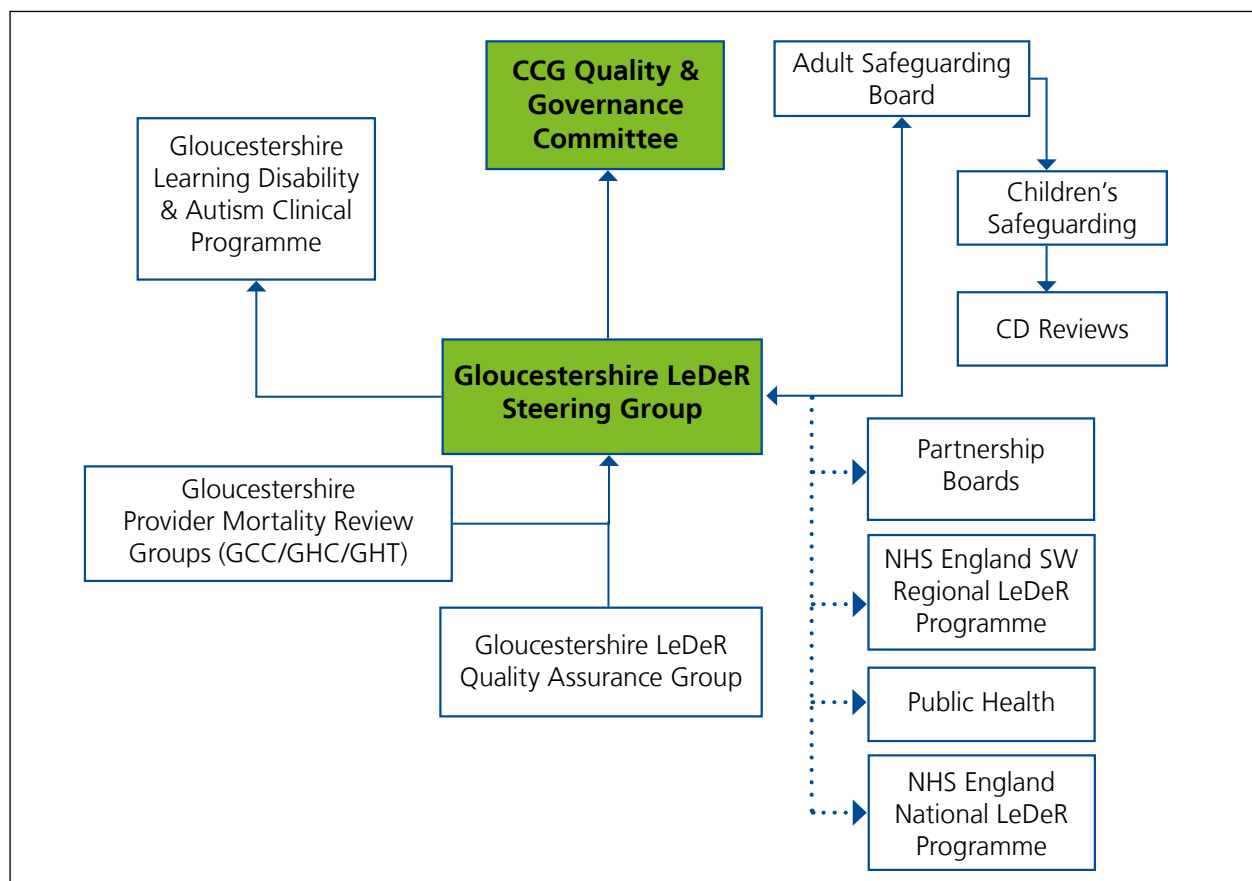 CCG Quality &
Governance
Committee
Adult Safeguarding
Board
Gloucestershire
Learning Disability
& Autism Clinical
Programme
Children’s
Safeguarding
CD Reviews
Gloucestershire LeDeR
Steering Group
Partnership
Boards
Gloucestershire
Provider Mortality Review
Groups (GCC/GHC/GHT)
NHS England SW
Regional LeDeR
Programme
Gloucestershire LeDeR
Quality Assurance Group
Public Health
NHS England
National LeDeR
Programme